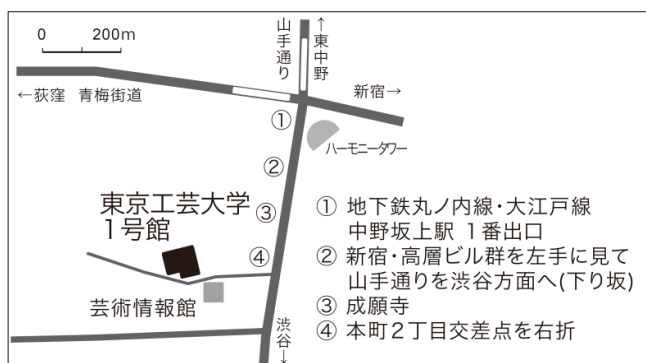 0 200m
山手通り
↑東中野
←荻窪 青梅街道
新宿→
①
ハーモニータワー
②
東京工芸大学
1号館
③
④
芸術情報館
渋谷↓
① 地下鉄丸ノ内線・大江戸線
中野坂上駅 1番出口
② 新宿・高層ビル群を左手に見て
山手通りを渋谷方面へ(下り坂)
③ 成願寺
④ 本町2丁目交差点を右折